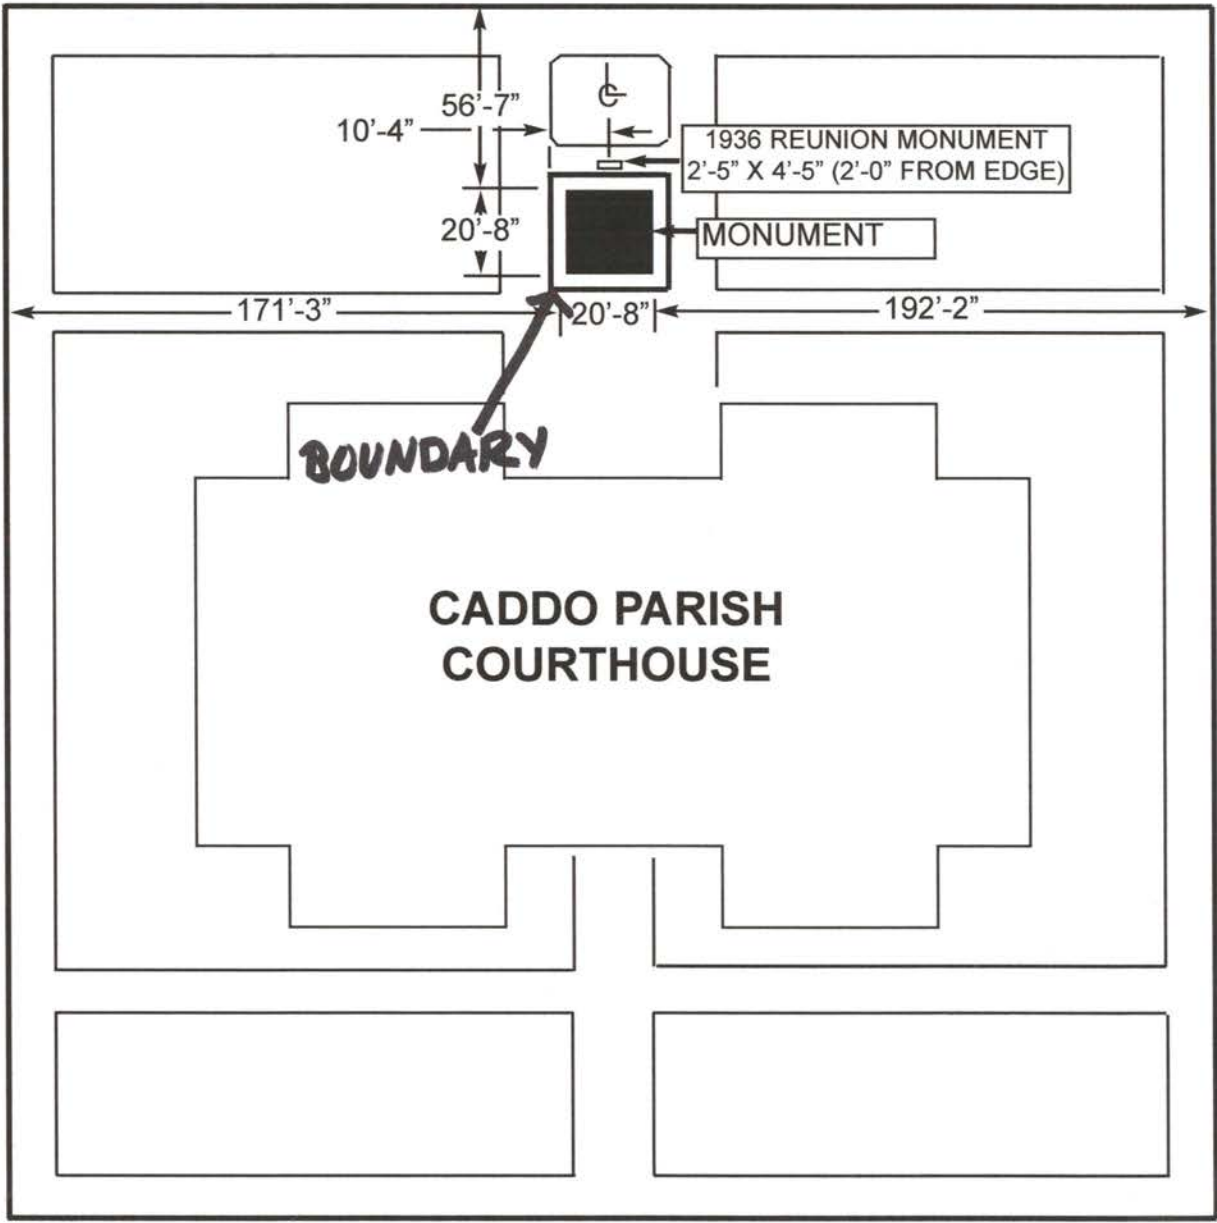 56’-7”
10’-4”
1936 REUNION MONUMENT
2’-5” X 4’-5” (2’-0” FROM EDGE)
20’-8”
MONUMENT
171’-3”
20’-8”
192’-2”
BOUNDARY
CADDO PARISH
COURTHOUSE